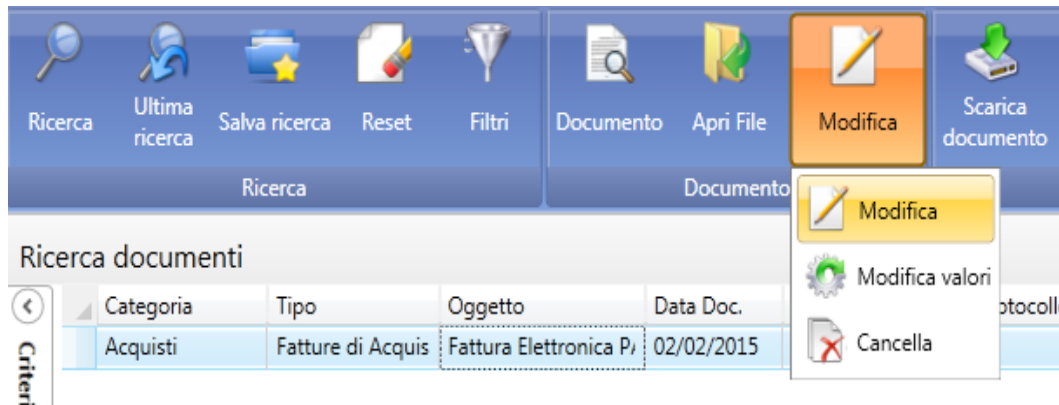 Ricerca
Ultima
ricerca
Salva ricerca
Reset
Filtri
Documento
Apri File
Modifica
Scarica
documento
Ricerca
Documento
Modifica
Modifica valori
Cancella
Ricerca documenti
Categoria
Tipo
Oggetto
Data Doc.
Acquisti
Fatture di Acquis
Fattura Elettronica P
02/02/2015
Criteri